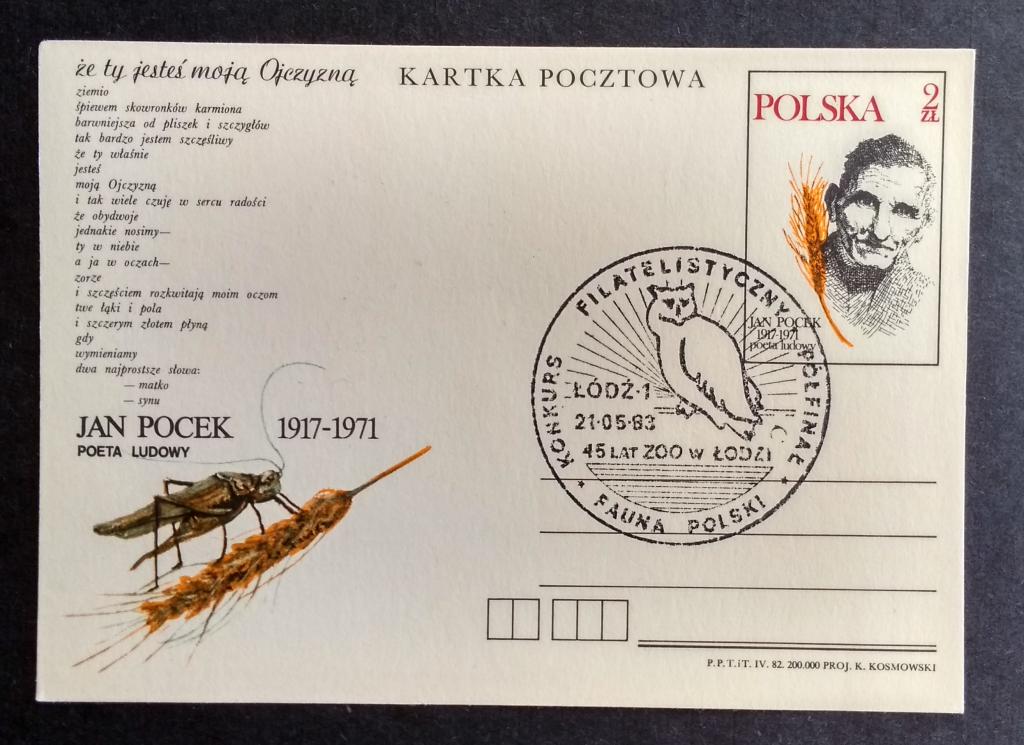 że ty jesteś moją Ojczyzną
ziemio
śpiewem skowronków karmiona
barwniejsza od pliszek i szczygłów
tak bardzo jestem szczęśliwy
że ty właśnie
jesteś
moją Ojczyzną
i tak wiele czuję w sercu radości
że obydwoje
jednakie nosimy—
ty w niebie
a ja w oczach—
zorze
i szczęściem rozkwitają moim oczom
twe łąki i pola
i szczerym złotem płyną
gdy
wymieniamy
dwa najprostsze słowa:
— matko
— synu
JAN POCEK 1917-1971
POETA LUDOWY
KARTKA POCZTOWA
POLSKA 2 ZŁ
JAN POCEK
1917-1971
poeta ludowy
KONKURS FILATELISTYCZNY PÓŁFINAŁ
ŁÓDŹ·1
21·05·83
45 LAT ZOO W ŁODZI
C
* FAUNA POLSKI *
P.P.T.iT. IV. 82. 200.000 PROJ. K. KOSMOWSKI